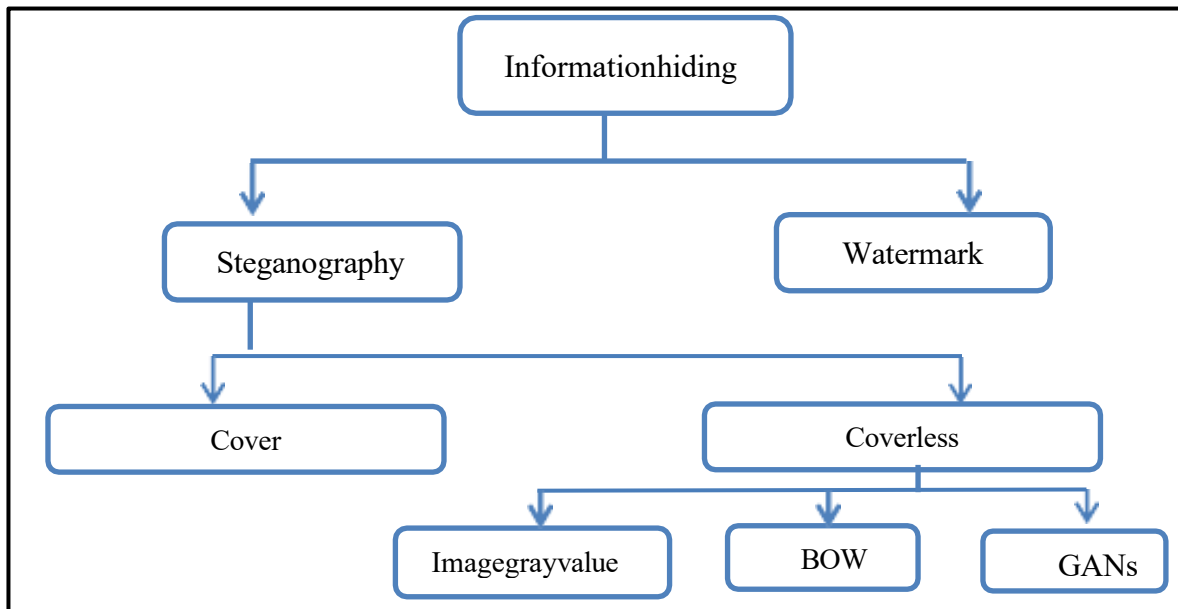 Informationhiding
Steganography
Watermark
Cover
Coverless
Imagegrayvalue
BOW
GANs